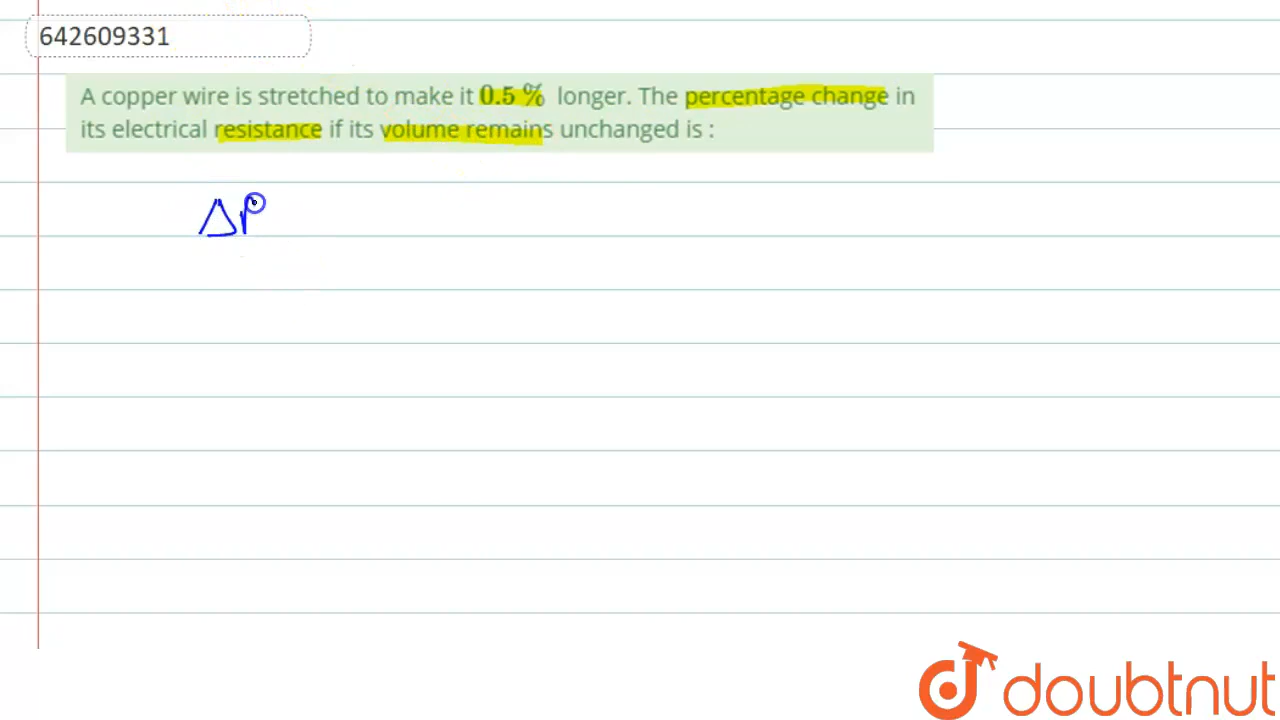 642609331
A copper wire is stretched to make it 0.5 % longer. The percentage change in
its electrical resistance if its volume remains unchanged is :
doubtnut